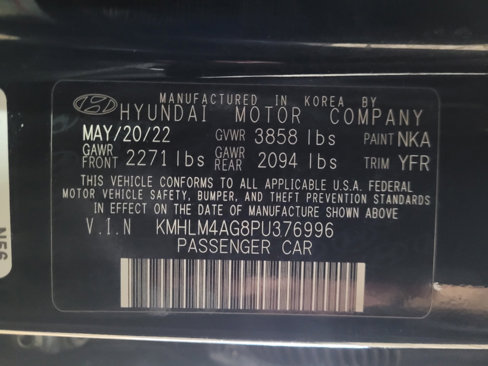 MANUFACTURED IN KOREA BY
HYUNDAI MOTOR COMPANY
MAY/20/22 GVWR 3858 lbs PAINT NKA
GAWR FRONT 2271 lbs GAWR REAR 2094 lbs TRIM YFR
THIS VEHICLE CONFORMS TO ALL APPLICABLE U.S.A. FEDERAL
MOTOR VEHICLE SAFETY, BUMPER, AND THEFT PREVENTION STANDARDS
IN EFFECT ON THE DATE OF MANUFACTURE SHOWN ABOVE
V.I.N KMHLM4AG8PU376996
PASSENGER CAR
N56